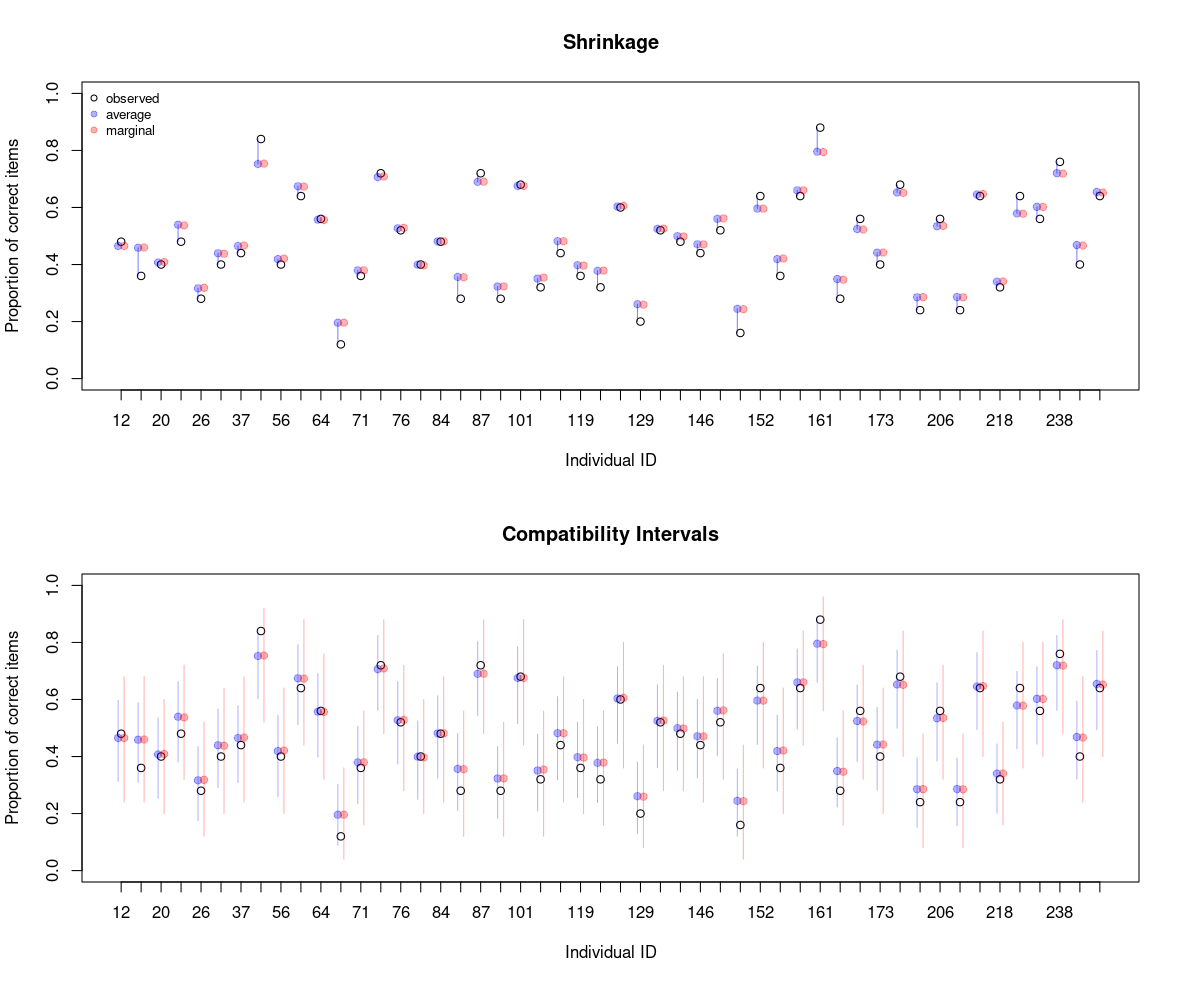 Shrinkage
Proportion of correct items
1.0
0.8
0.6
0.4
0.2
0.0
observed
average
marginal
12 20 26 37 56 64 71 76 84 87 101 119 129 146 152 161 173 206 218 238
Individual ID
Compatibility Intervals
Proportion of correct items
1.0
0.8
0.6
0.4
0.2
0.0
12 20 26 37 56 64 71 76 84 87 101 119 129 146 152 161 173 206 218 238
Individual ID